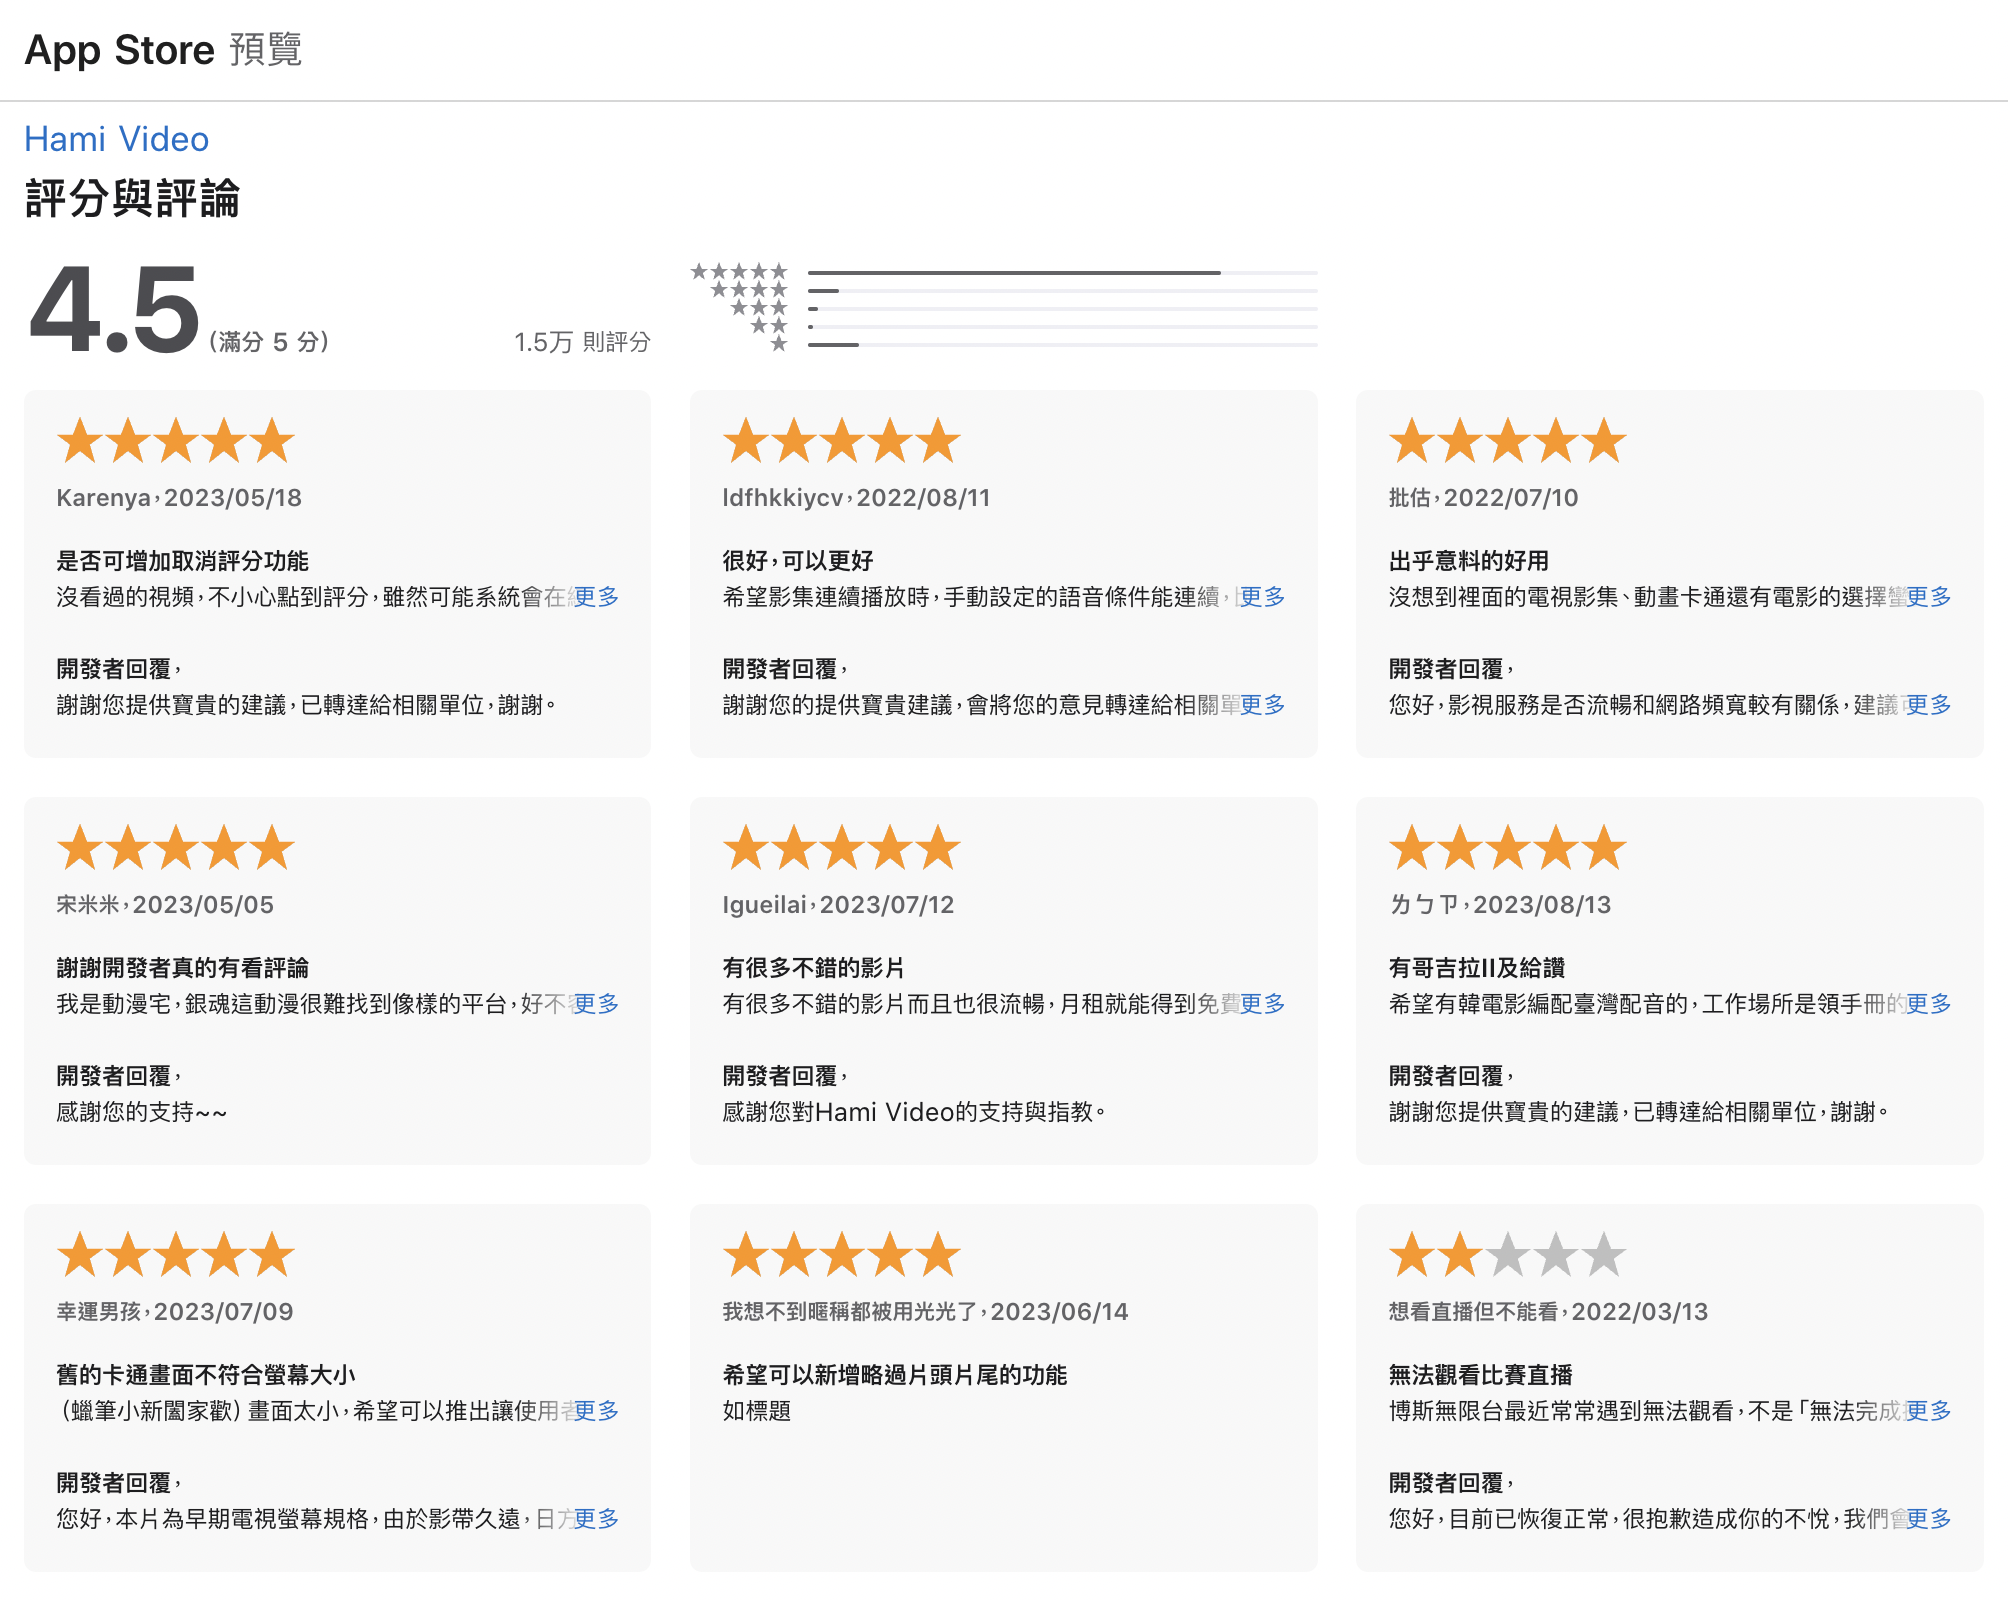 App Store 預覽
Hami Video
評分與評論
4.5 (滿分 5 分)
1.5万 則評分
Karenya,2023/05/18
是否可增加取消評分功能
沒看過的視頻,不小心點到評分,雖然可能系統會在 更多
開發者回覆,
謝謝您提供寶貴的建議,已轉達給相關單位,謝謝。
ldfhkkiycv,2022/08/11
很好,可以更好
希望影集連續播放時,手動設定的語音條件能連續, 更多
開發者回覆,
謝謝您的提供寶貴建議,會將您的意見轉達給相關單 更多
批估,2022/07/10
出乎意料的好用
沒想到裡面的電視影集、動畫卡通還有電影的選擇蠻 更多
開發者回覆,
您好,影視服務是否流暢和網路頻寬較有關係,建議 更多
宋米米,2023/05/05
謝謝開發者真的有看評論
我是動漫宅,銀魂這動漫很難找到像樣的平台,好不 更多
開發者回覆,
感謝您的支持~~
Igueilai,2023/07/12
有很多不錯的影片
有很多不錯的影片而且也很流暢,月租就能得到免費 更多
開發者回覆,
感謝您對Hami Video的支持與指教。
ㄌㄅㄗ,2023/08/13
有哥吉拉II及給讚
希望有韓電影編配臺灣配音的,工作場所是領手冊的 更多
開發者回覆,
謝謝您提供寶貴的建議,已轉達給相關單位,謝謝。
幸運男孩,2023/07/09
舊的卡通畫面不符合螢幕大小
(蠟筆小新闔家歡) 畫面太小,希望可以推出讓使用者 更多
開發者回覆,
您好,本片為早期電視螢幕規格,由於影帶久遠,日方 更多
我想不到暱稱都被用光光了,2023/06/14
希望可以新增略過片頭片尾的功能
如標題
想看直播但不能看,2022/03/13
無法觀看比賽直播
博斯無限台最近常常遇到無法觀看,不是「無法完成 更多
開發者回覆,
您好,目前已恢復正常,很抱歉造成你的不悅,我們會 更多